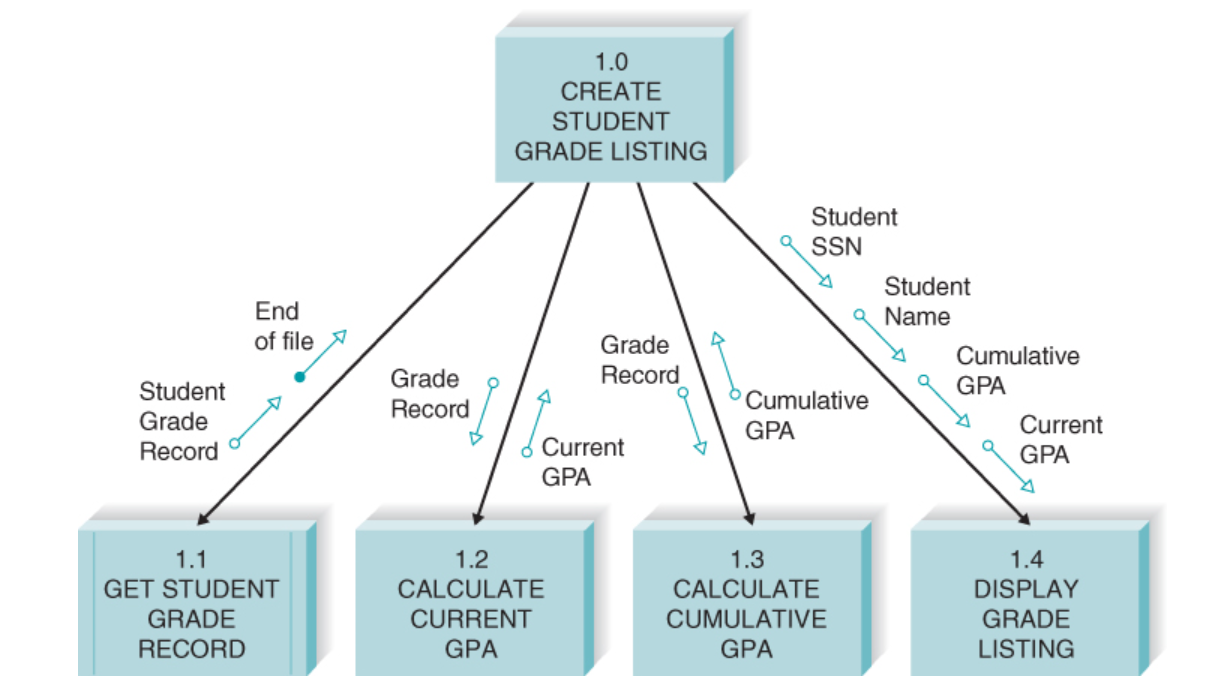 1.0
CREATE
STUDENT
GRADE LISTING
Student
SSN
Student
Name
Cumulative
GPA
Current
GPA
End
of file
Student
Grade
Record
Grade
Record
Current
GPA
Grade
Record
Cumulative
GPA
1.1
GET STUDENT
GRADE
RECORD
1.2
CALCULATE
CURRENT
GPA
1.3
CALCULATE
CUMULATIVE
GPA
1.4
DISPLAY
GRADE
LISTING